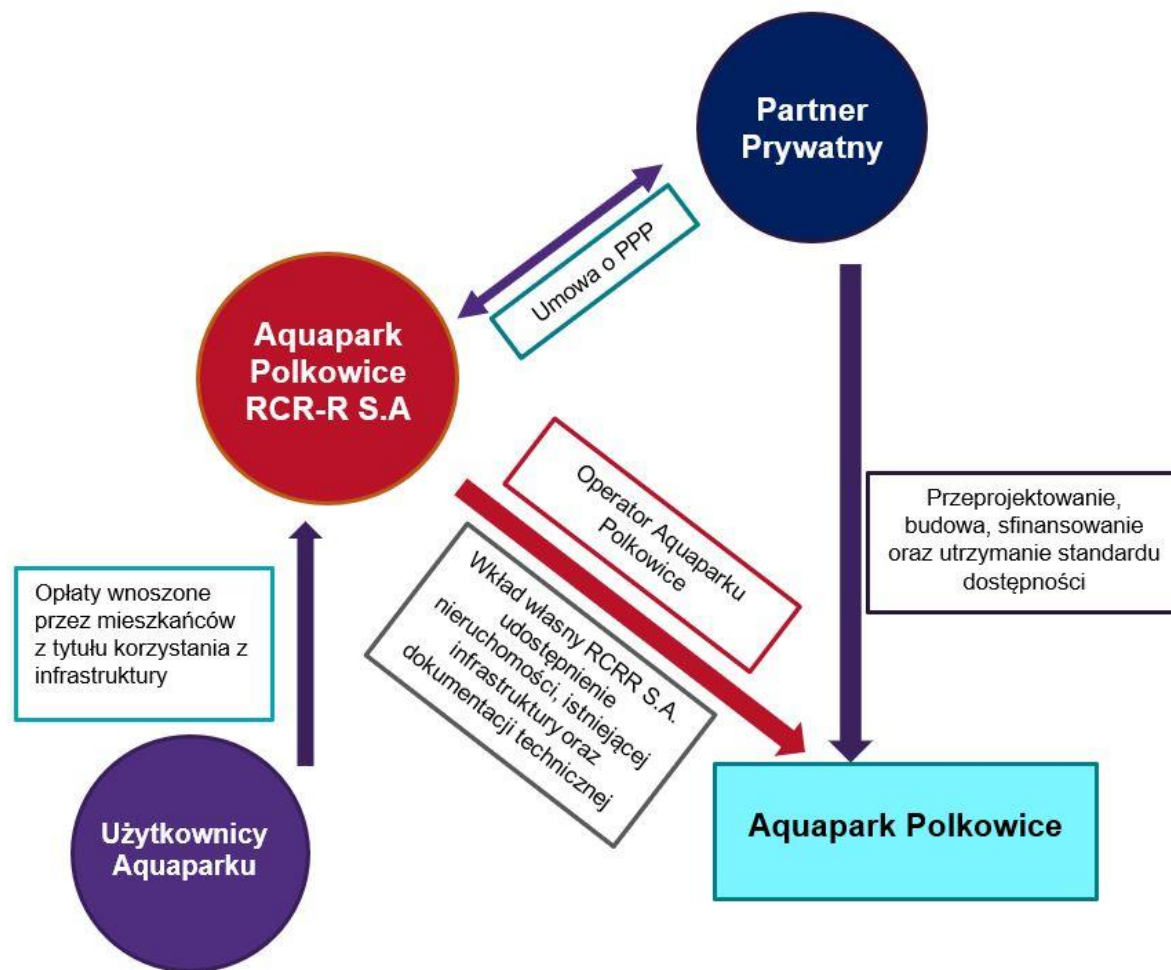 Partner
Prywatny
Umowa o PPP
Aquapark
Polkowice
RCR-R S.A
Operator Aquaparku
Polkowice
Wkład własny RCRR S.A.
udostępnienie
nieruchomości, istniejącej
infrastruktury oraz
dokumentacji technicznej
Przeprojektowanie,
budowa, sfinansowanie
oraz utrzymanie standardu
dostępności
Opłaty wnoszone
przez mieszkańców
z tytułu korzystania z
infrastruktury
Użytkownicy
Aquaparku
Aquapark Polkowice